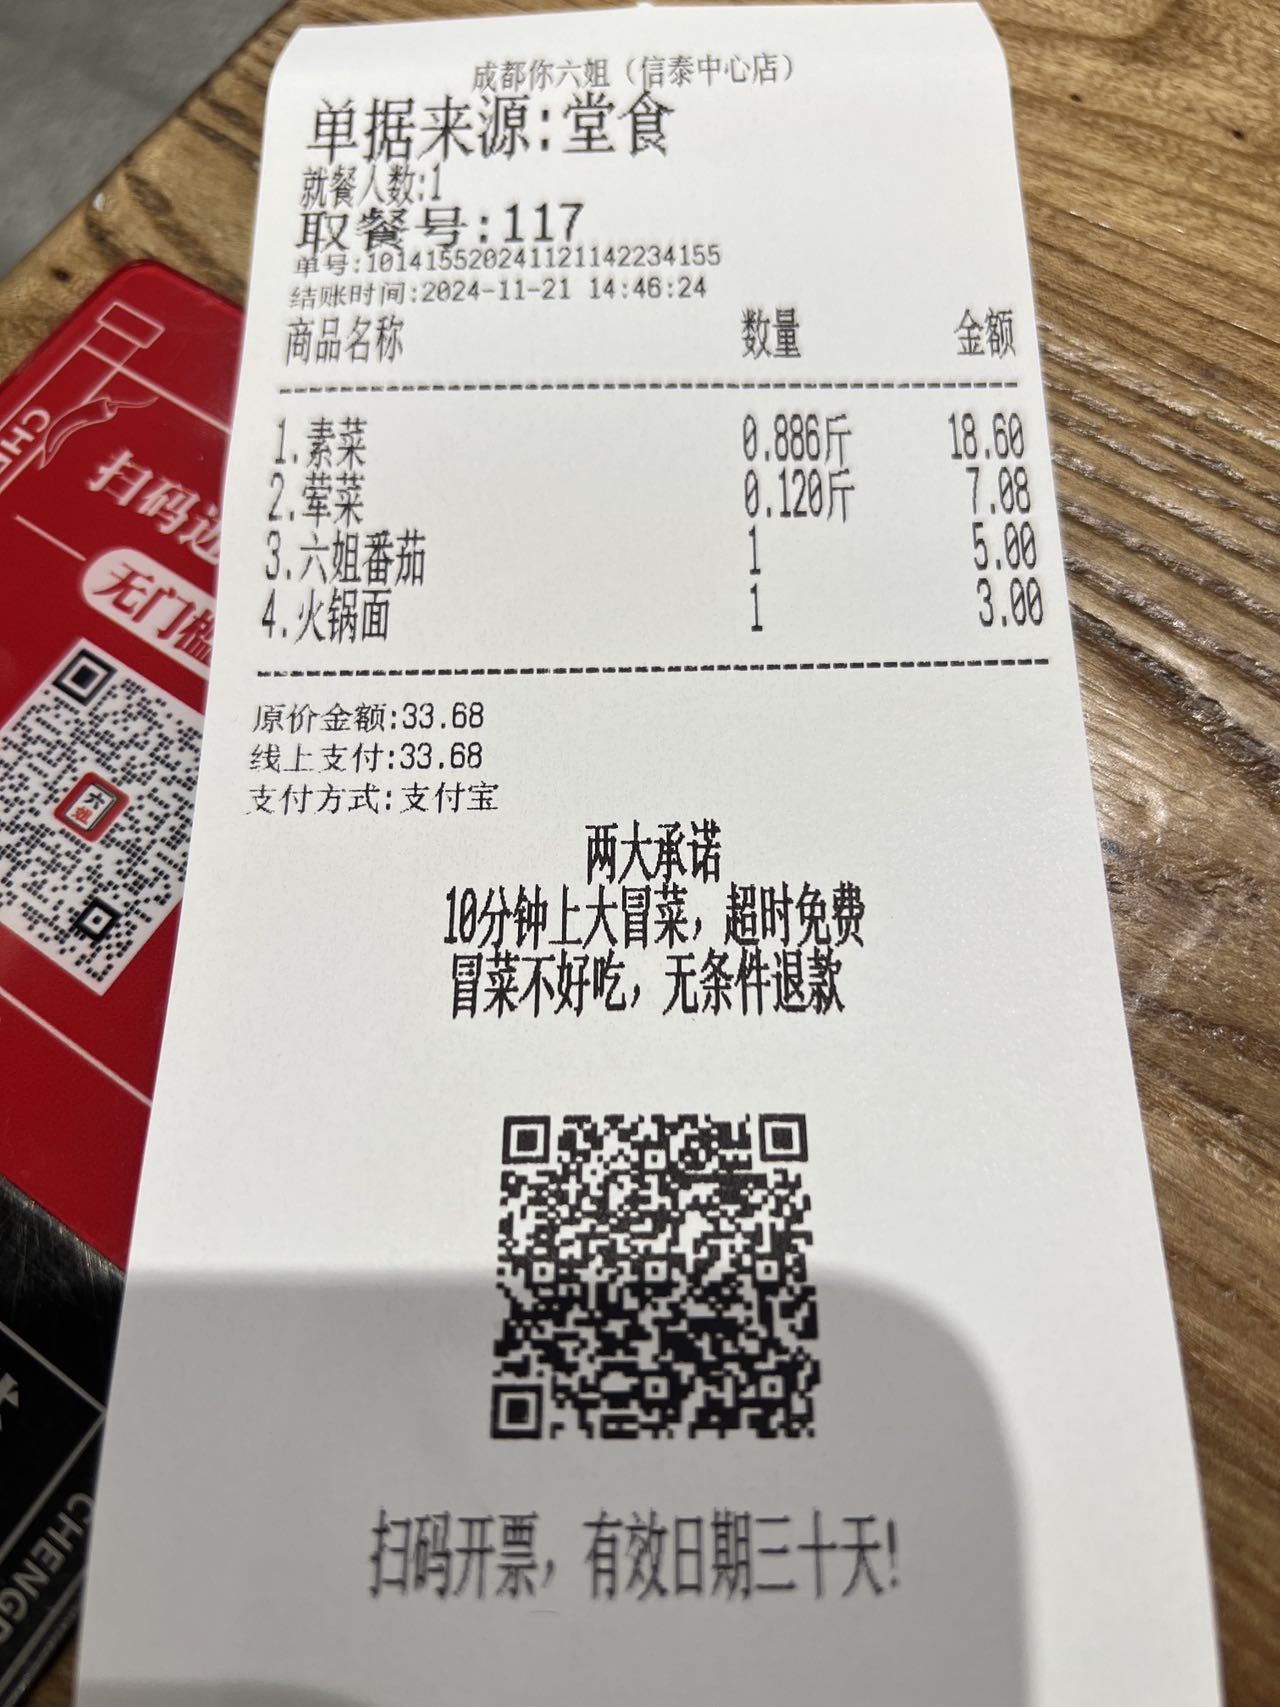 成都你六姐（信泰中心店）
单据来源:堂食
就餐人数:1
取餐号:117
单号:10141552024112114223​4155
结账时间:2024-11-21 14:46:24
商品名称 数量 金额
1.素菜 0.886斤 18.60
2.荤菜 0.120斤 7.08
3.六姐番茄 1 5.00
4.火锅面 1 3.00
原价金额:33.68
线上支付:33.68
支付方式:支付宝
两大承诺
10分钟上大冒菜，超时免费
冒菜不好吃，无条件退款
扫码开票，有效日期三十天!
扫码
无门槛
六姐